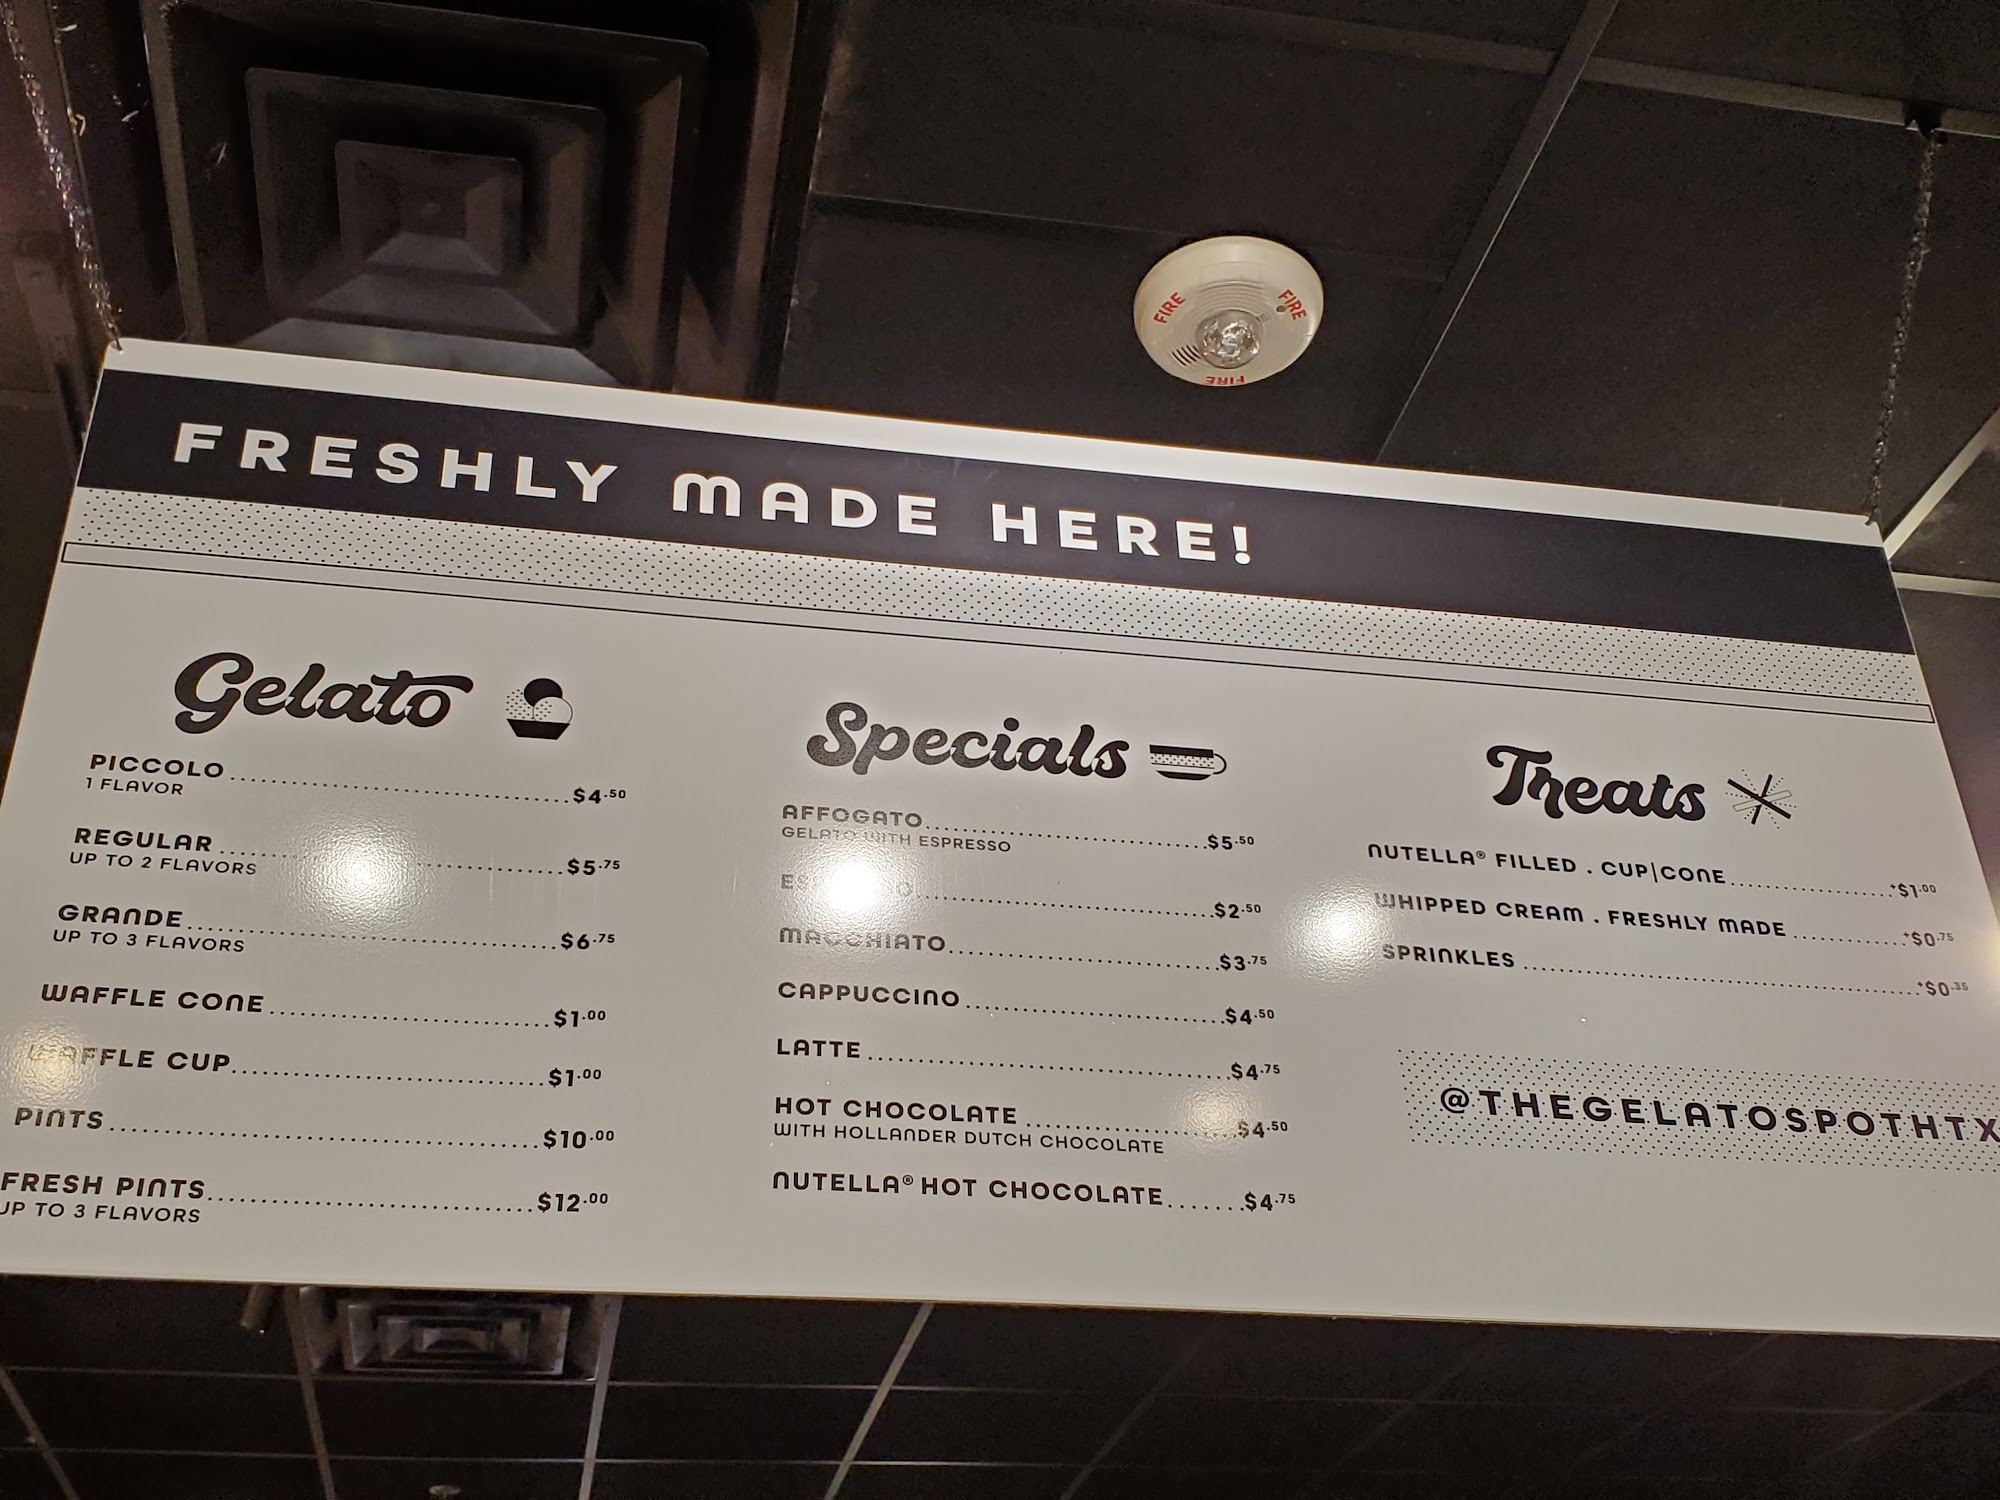 FIRE
FIRE
FIRE
FRESHLY MADE HERE!
Gelato
PICCOLO..........$4.50
1 FLAVOR
REGULAR..........$5.75
UP TO 2 FLAVORS
GRANDE..........$6.75
UP TO 3 FLAVORS
WAFFLE CONE..........$1.00
WAFFLE CUP..........$1.00
PINTS..........$10.00
FRESH PINTS..........$12.00
UP TO 3 FLAVORS
Specials
AFFOGATO..........$5.50
GELATO WITH ESPRESSO
..........$2.50
MACCHIATO..........$3.75
CAPPUCCINO..........$4.50
LATTE..........$4.75
HOT CHOCOLATE..........$4.50
WITH HOLLANDER DUTCH CHOCOLATE
NUTELLA® HOT CHOCOLATE.......$4.75
Treats
NUTELLA® FILLED . CUP|CONE..........+$1.00
WHIPPED CREAM . FRESHLY MADE..........+$0.75
SPRINKLES..........+$0.35
@THEGELATOSPOTHTX